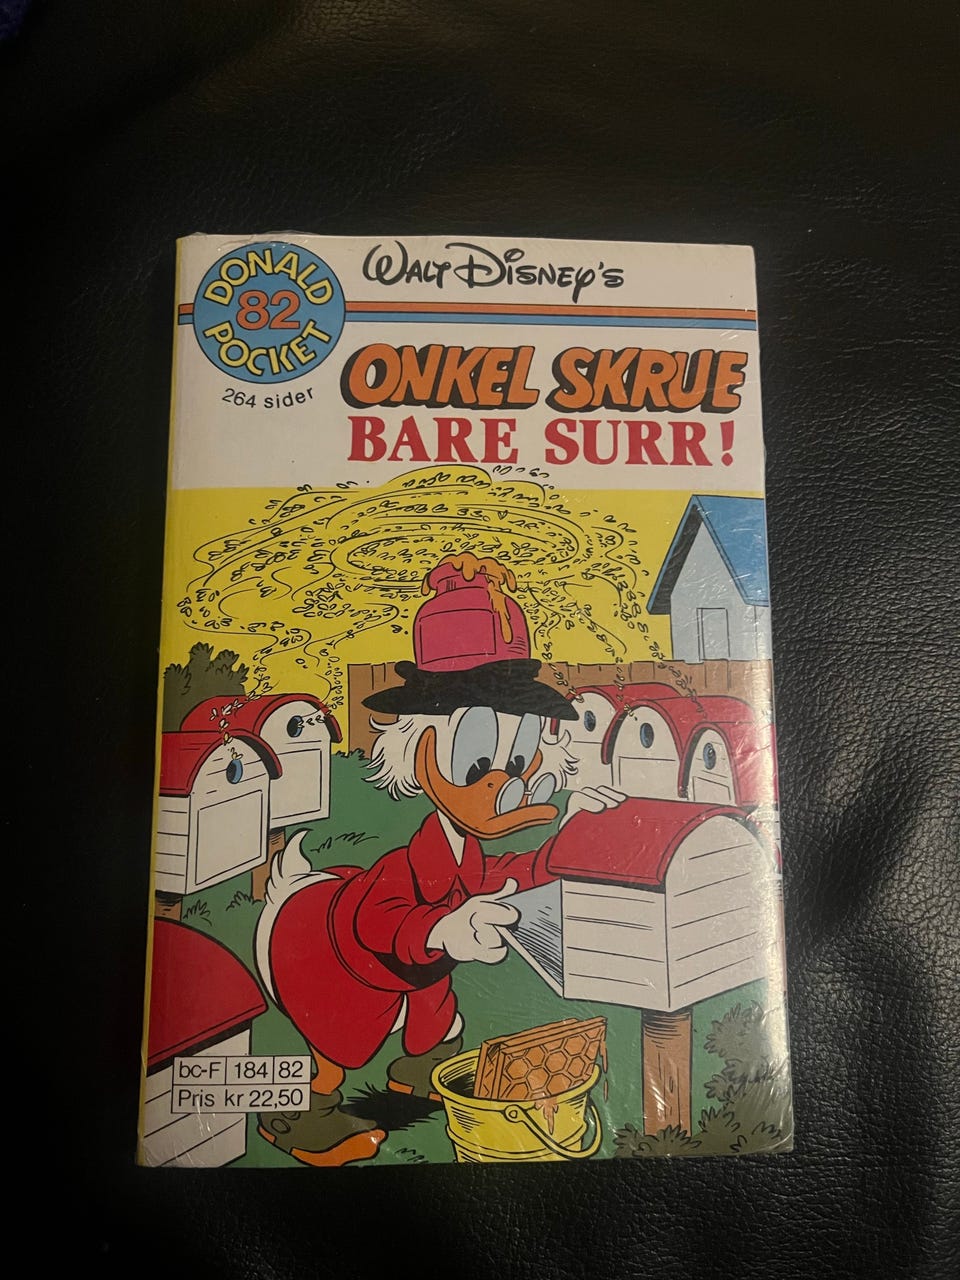 DONALD
82
POCKET
264 sider
WALT DISNEY'S
ONKEL SKRUE
BARE SURR!
bc-F 184 82
Pris kr 22,50